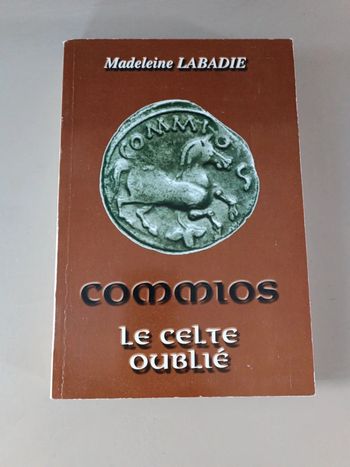 Madeleine LABADIE
COMMIOS
COMMIOS
LE CELTE
OUBLIÉ